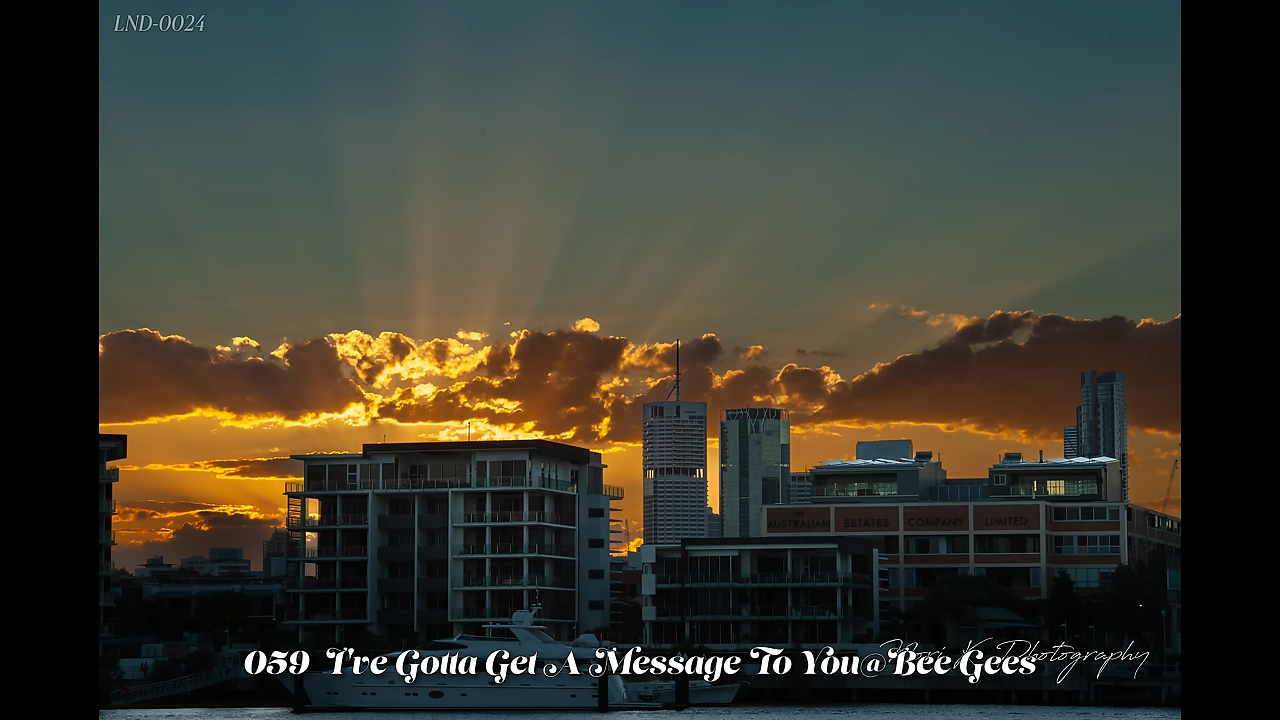 LND-0024
THE
AUSTRALIAN ESTATES COMPANY LIMITED
059 I've Gotta Get A Message To You@Bee Gees
Photography